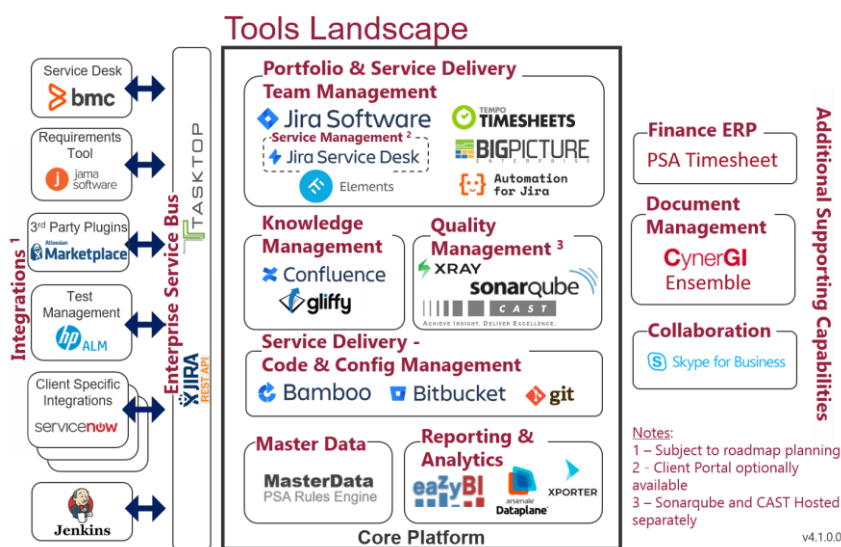 Tools Landscape
Integrations 1
Service Desk
bmc
Requirements
Tool
jama
software
3rd Party Plugins
Atlassian
Marketplace
Test
Management
hp ALM
Client Specific
Integrations
servicenow
Jenkins
Enterprise Service Bus
TASKTOP
JIRA
REST API
Portfolio & Service Delivery
Team Management
Jira Software
TEMPO
TIMESHEETS
Service Management 2
Jira Service Desk
BIGPICTURE
ENTERPRISE
Elements
Automation
for Jira
Knowledge
Management
Confluence
gliffy
Quality
Management 3
XRAY
sonarqube
CAST
ACHIEVE INSIGHT. DELIVER EXCELLENCE.
Service Delivery -
Code & Config Management
Bamboo
Bitbucket
git
Master Data
MasterData
PSA Rules Engine
Reporting &
Analytics
eaZyBI
arsenale
Dataplane
XPORTER
Core Platform
Additional Supporting Capabilities
Finance ERP
PSA Timesheet
Document
Management
CynerGI
Ensemble
Collaboration
Skype for Business
Notes:
1 – Subject to roadmap planning
2 - Client Portal optionally
available
3 – Sonarqube and CAST Hosted
separately
v4.1.0.0